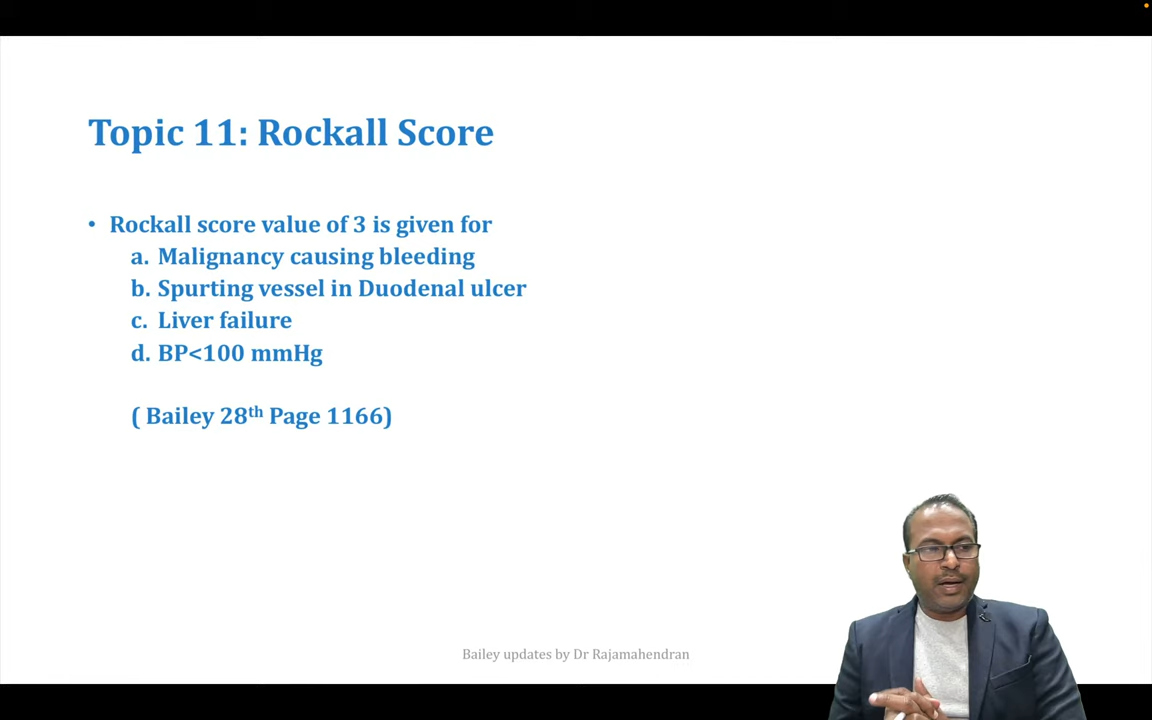 Topic 11: Rockall Score
• Rockall score value of 3 is given for
a. Malignancy causing bleeding
b. Spurting vessel in Duodenal ulcer
c. Liver failure
d. BP<100 mmHg
( Bailey 28th Page 1166)
Bailey updates by Dr Rajamahendran